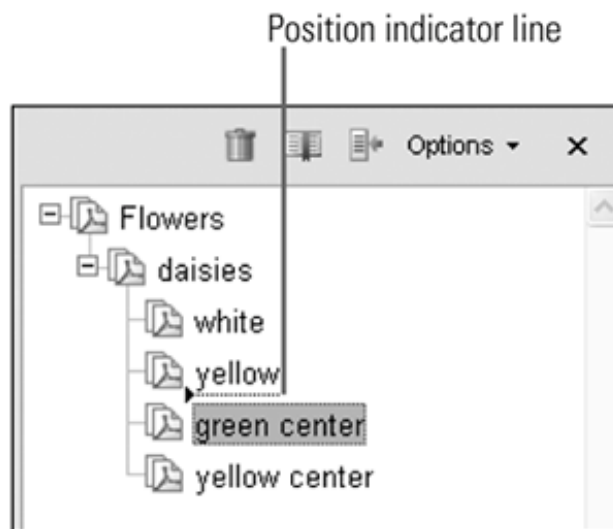 Position indicator line
Options
Flowers
daisies
white
yellow
green center
yellow center